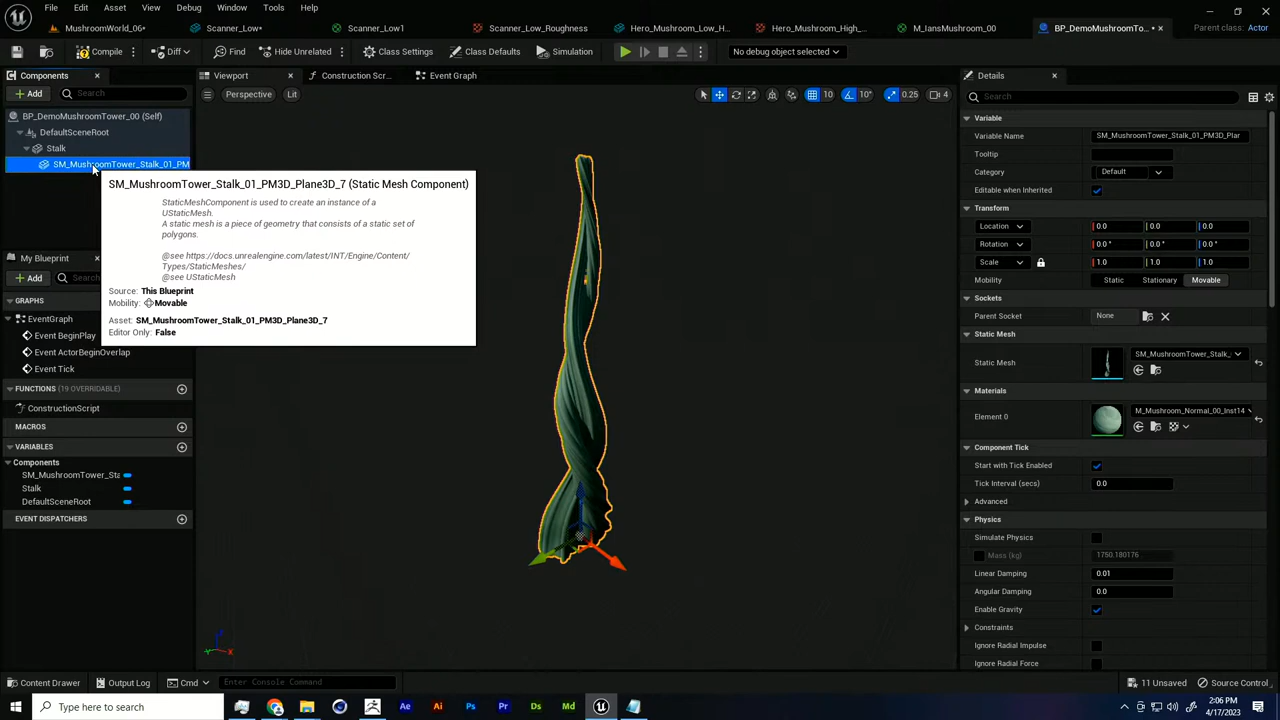 File Edit Asset View Debug Window Tools Help
MushroomWorld_06* Scanner_Low* Scanner_Low1 Scanner_Low_Roughness Hero_Mushroom_Low_H... Hero_Mushroom_High_... M_IansMushroom_00 BP_DemoMushroomTo... * Parent class: Actor
Compile Diff Find Hide Unrelated Class Settings Class Defaults Simulation No debug object selected
Components Viewport Construction Scr... Event Graph Details
Add Search Perspective Lit 10 10° 0.25 4 Search
BP_DemoMushroomTower_00 (Self)
DefaultSceneRoot
Stalk
SM_MushroomTower_Stalk_01_PM
SM_MushroomTower_Stalk_01_PM3D_Plane3D_7 (Static Mesh Component)
StaticMeshComponent is used to create an instance of a
UStaticMesh.
A static mesh is a piece of geometry that consists of a static set of
polygons.
@see https://docs.unrealengine.com/latest/INT/Engine/Content/
Types/StaticMeshes/
@see UStaticMesh
Source: This Blueprint
Mobility: Movable
Asset: SM_MushroomTower_Stalk_01_PM3D_Plane3D_7
Editor Only: False
My Blueprint
Add Search
GRAPHS
EventGraph
Event BeginPlay
Event ActorBeginOverlap
Event Tick
FUNCTIONS (19 OVERRIDABLE)
ConstructionScript
MACROS
VARIABLES
Components
SM_MushroomTower_Sta
Stalk
DefaultSceneRoot
EVENT DISPATCHERS
Variable
Variable Name SM_MushroomTower_Stalk_01_PM3D_Plar
Tooltip
Category Default
Editable when Inherited
Transform
Location 0.0 0.0 0.0
Rotation 0.0 ° 0.0 ° 0.0 °
Scale 1.0 1.0 1.0
Mobility Static Stationary Movable
Sockets
Parent Socket None
Static Mesh
Static Mesh SM_MushroomTower_Stalk_
Materials
Element 0 M_Mushroom_Normal_00_Inst14
Component Tick
Start with Tick Enabled
Tick Interval (secs) 0.0
Advanced
Physics
Simulate Physics
Mass (kg) 1750.180176
Linear Damping 0.01
Angular Damping 0.0
Enable Gravity
Constraints
Ignore Radial Impulse
Ignore Radial Force
Content Drawer Output Log Cmd Enter Console Command 11 Unsaved Source Control
Type here to search Ae Ai Ps Pr Ds Md 2:06 PM
4/17/2023